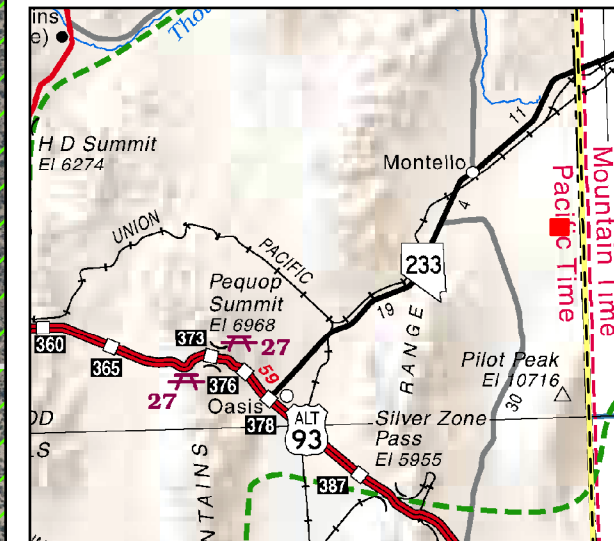 ins
e)
Tho
H D Summit
El 6274
11
Mountain Time
Pacific Time
Montello
4
UNION
PACIFIC
233
Pequop
Summit
El 6968
19
RANGE
360
365
373
27
27
376
59
Pilot Peak
El 10716
30
Oasis
378
ALT
93
Silver Zone
Pass
El 5955
387
NTAINS